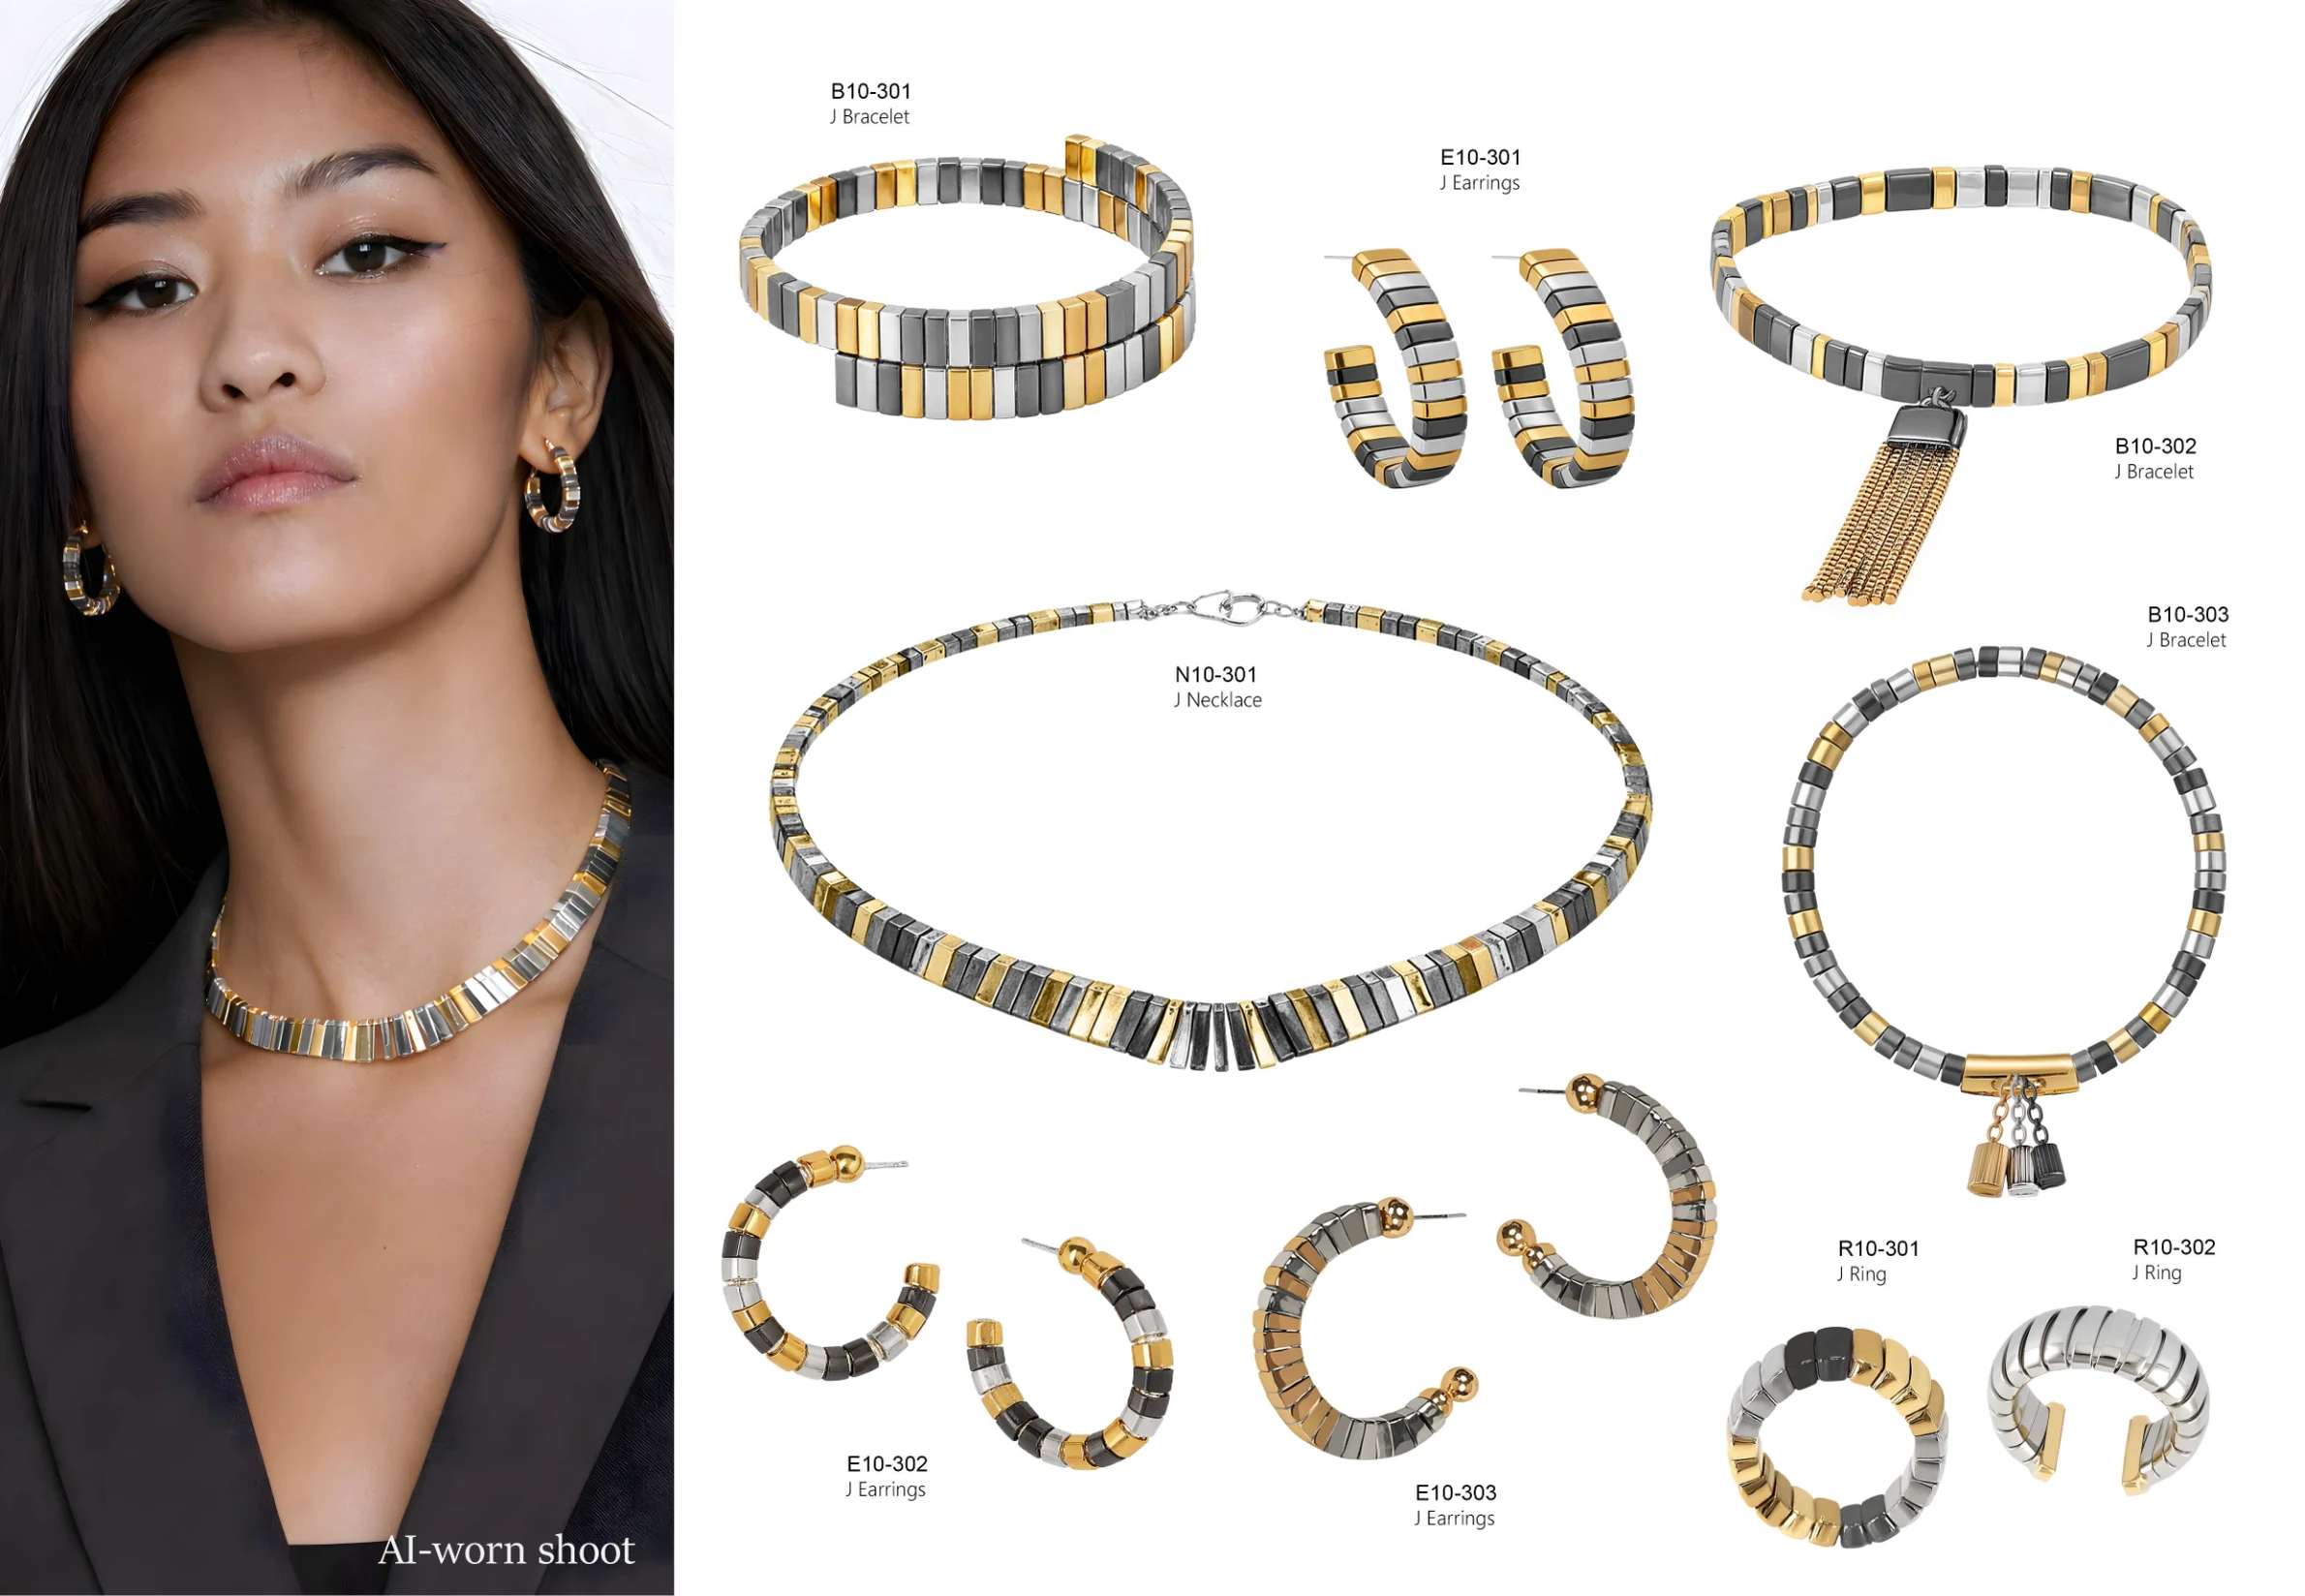 B10-301
J Bracelet
E10-301
J Earrings
B10-302
J Bracelet
B10-303
J Bracelet
N10-301
J Necklace
R10-301
J Ring
R10-302
J Ring
E10-302
J Earrings
E10-303
J Earrings
AI-worn shoot